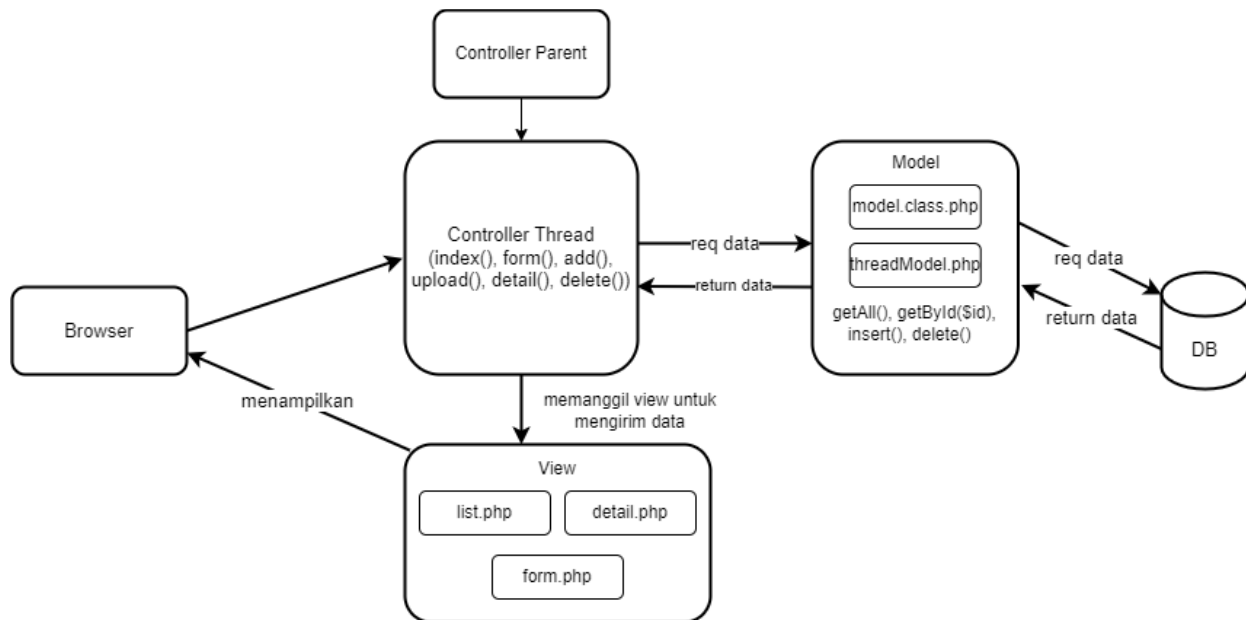 Controller Parent
Controller Thread
(index(), form(), add(),
upload(), detail(), delete())
req data
return data
Model
model.class.php
threadModel.php
getAll(), getById($id),
insert(), delete()
req data
return data
DB
Browser
menampilkan
memanggil view untuk
mengirim data
View
list.php
detail.php
form.php